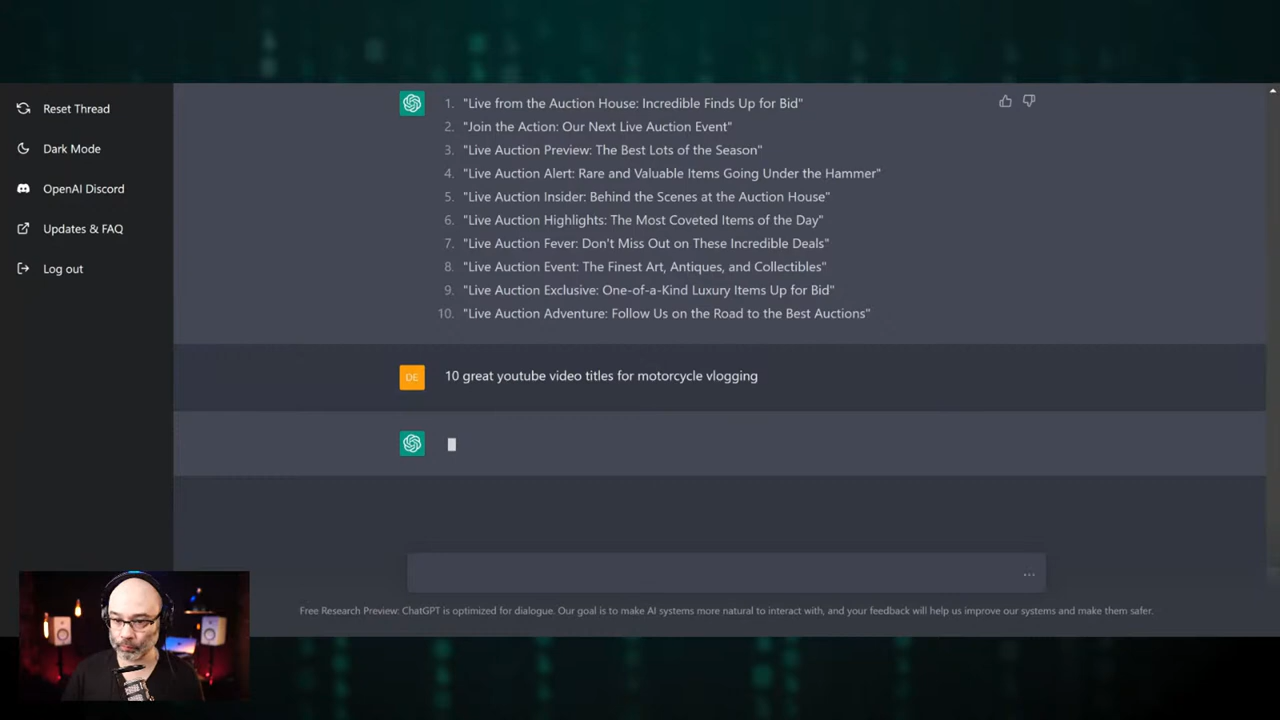 Reset Thread
Dark Mode
OpenAI Discord
Updates & FAQ
Log out
1. "Live from the Auction House: Incredible Finds Up for Bid"
2. "Join the Action: Our Next Live Auction Event"
3. "Live Auction Preview: The Best Lots of the Season"
4. "Live Auction Alert: Rare and Valuable Items Going Under the Hammer"
5. "Live Auction Insider: Behind the Scenes at the Auction House"
6. "Live Auction Highlights: The Most Coveted Items of the Day"
7. "Live Auction Fever: Don't Miss Out on These Incredible Deals"
8. "Live Auction Event: The Finest Art, Antiques, and Collectibles"
9. "Live Auction Exclusive: One-of-a-Kind Luxury Items Up for Bid"
10. "Live Auction Adventure: Follow Us on the Road to the Best Auctions"
DE 10 great youtube video titles for motorcycle vlogging
Free Research Preview: ChatGPT is optimized for dialogue. Our goal is to make AI systems more natural to interact with, and your feedback will help us improve our systems and make them safer.